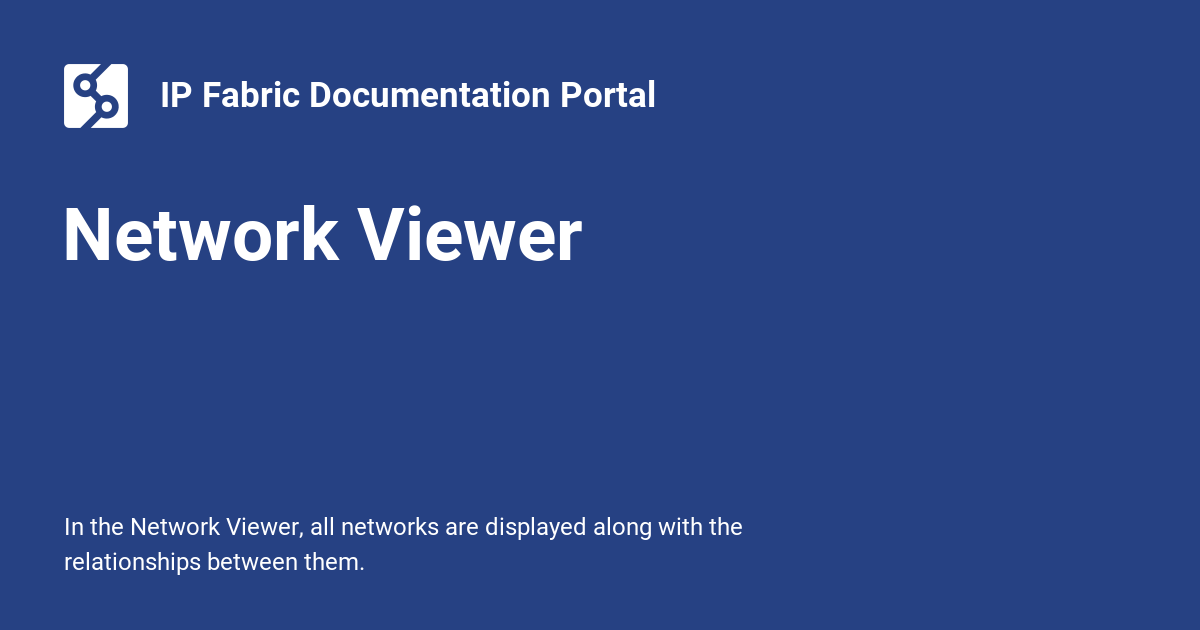 IP Fabric Documentation Portal
Network Viewer
In the Network Viewer, all networks are displayed along with the
relationships between them.